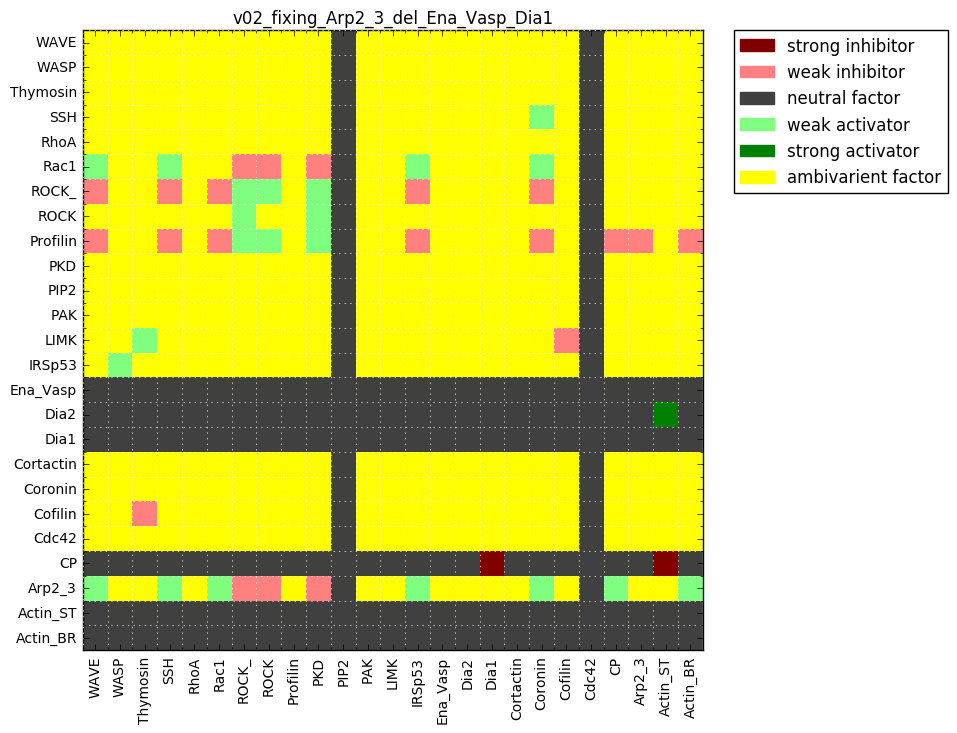 v02_fixing_Arp2_3_del_Ena_Vasp_Dia1
WAVE
WASP
Thymosin
SSH
RhoA
Rac1
ROCK_
ROCK
Profilin
PKD
PIP2
PAK
LIMK
IRSp53
Ena_Vasp
Dia2
Dia1
Cortactin
Coronin
Cofilin
Cdc42
CP
Arp2_3
Actin_ST
Actin_BR
WAVE
WASP
Thymosin
SSH
RhoA
Rac1
ROCK_
ROCK
Profilin
PKD
PIP2
PAK
LIMK
IRSp53
Ena_Vasp
Dia2
Dia1
Cortactin
Coronin
Cofilin
Cdc42
CP
Arp2_3
Actin_ST
Actin_BR
strong inhibitor
weak inhibitor
neutral factor
weak activator
strong activator
ambivarient factor